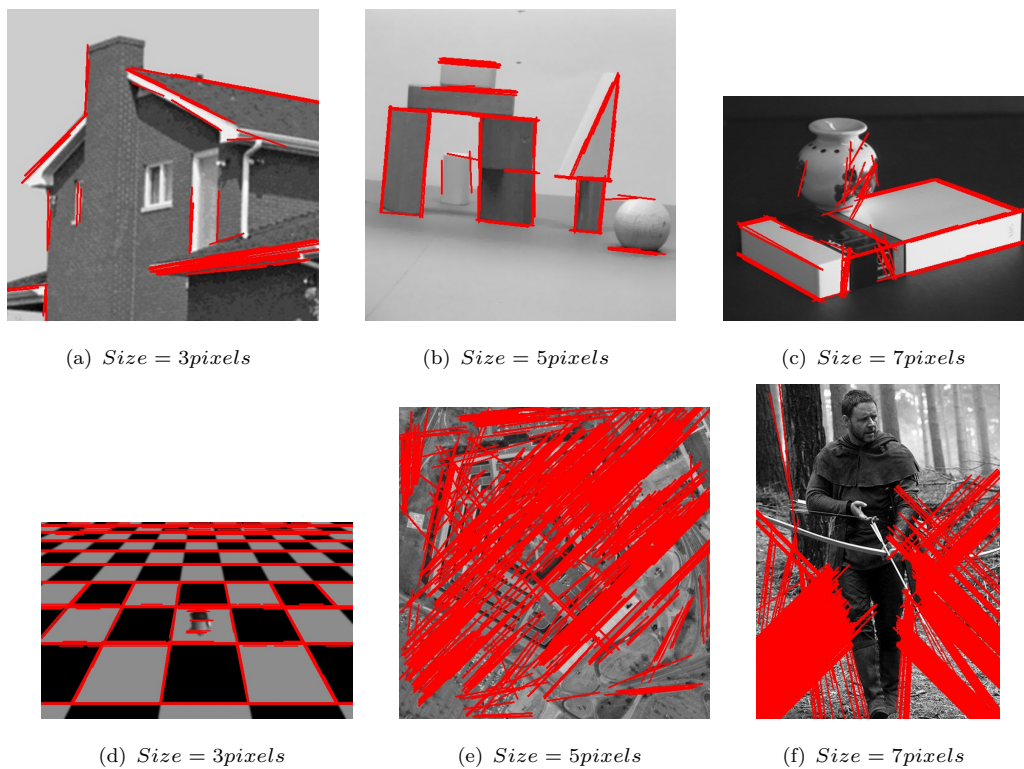 (a) Size = 3pixels
(b) Size = 5pixels
(c) Size = 7pixels
(d) Size = 3pixels
(e) Size = 5pixels
(f) Size = 7pixels